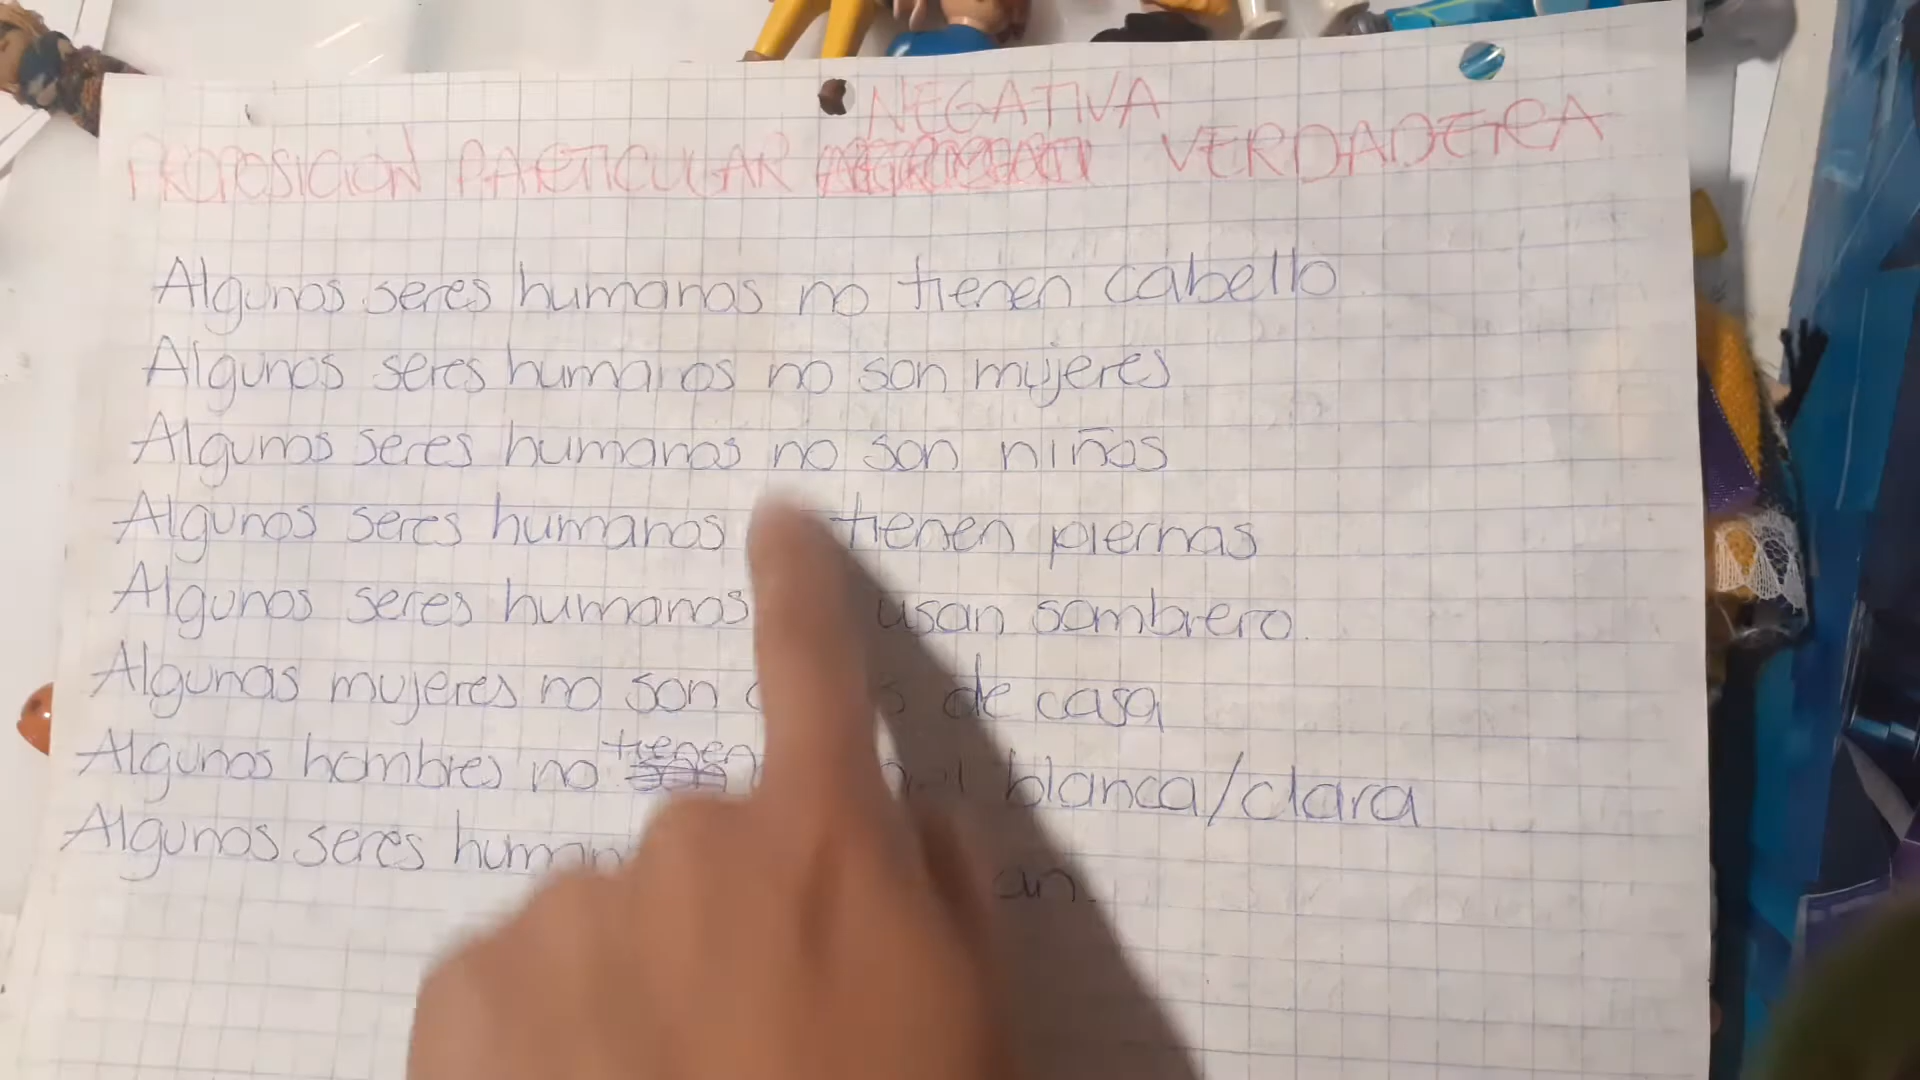 NEGATIVA
PROPOSICION PARTICULAR VERDADERA
Algunos seres humanos no tienen cabello
Algunos seres humanos no son mujeres
Algunos seres humanos no son niños
Algunos seres humanos tienen piernas
Algunos seres humanos usan sombrero.
Algunas mujeres no son de casa
Algunos hombres no tienen blanca/clara
Algunos seres